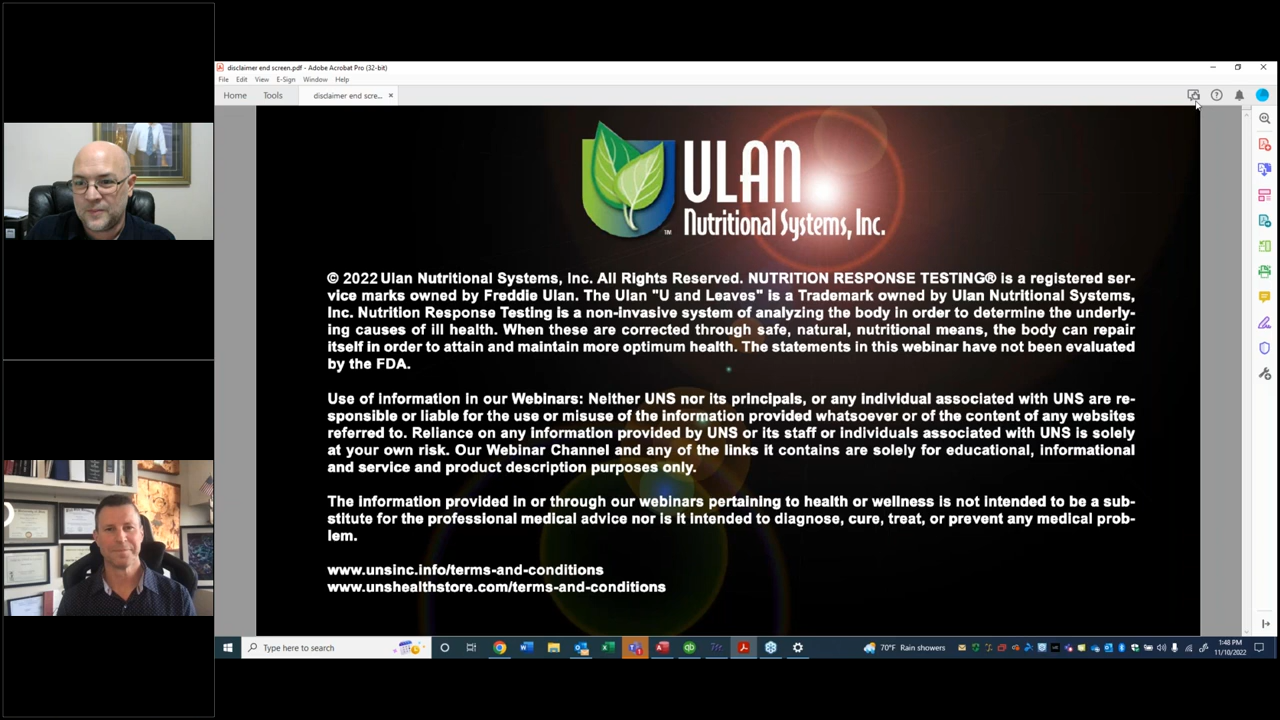 disclaimer end screen.pdf - Adobe Acrobat Pro (32-bit)
File Edit View E-Sign Window Help
Home Tools disclaimer end scre... ×
ULAN
Nutritional Systems, Inc.
TM
© 2022 Ulan Nutritional Systems, Inc. All Rights Reserved. NUTRITION RESPONSE TESTING® is a registered ser-
vice marks owned by Freddie Ulan. The Ulan "U and Leaves" is a Trademark owned by Ulan Nutritional Systems,
Inc. Nutrition Response Testing is a non-invasive system of analyzing the body in order to determine the underly-
ing causes of ill health. When these are corrected through safe, natural, nutritional means, the body can repair
itself in order to attain and maintain more optimum health. The statements in this webinar have not been evaluated
by the FDA.
Use of information in our Webinars: Neither UNS nor its principals, or any individual associated with UNS are re-
sponsible or liable for the use or misuse of the information provided whatsoever or of the content of any websites
referred to. Reliance on any information provided by UNS or its staff or individuals associated with UNS is solely
at your own risk. Our Webinar Channel and any of the links it contains are solely for educational, informational
and service and product description purposes only.
The information provided in or through our webinars pertaining to health or wellness is not intended to be a sub-
stitute for the professional medical advice nor is it intended to diagnose, cure, treat, or prevent any medical prob-
lem.
www.unsinc.info/terms-and-conditions
www.unshealthstore.com/terms-and-conditions
Type here to search
70°F Rain showers
1:48 PM
11/10/2022